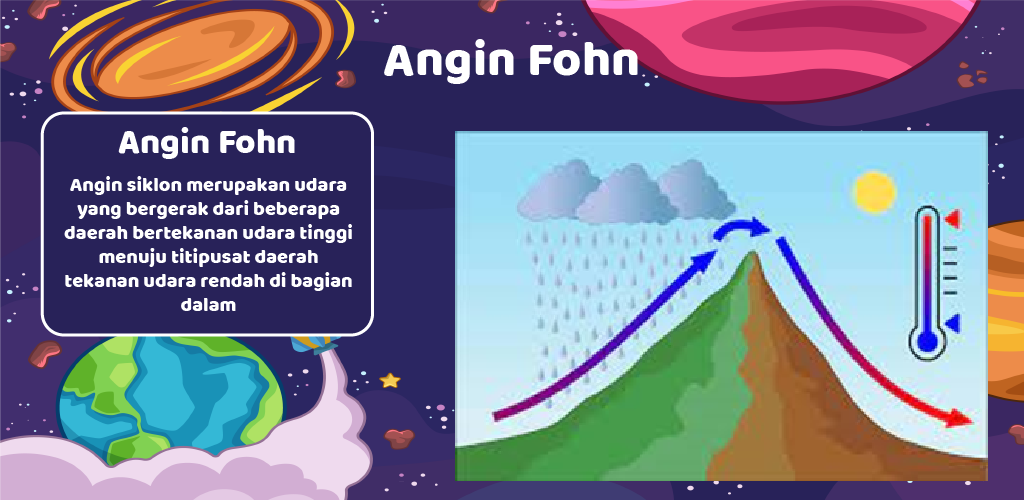 Angin Fohn
Angin Fohn
Angin siklon merupakan udara
yang bergerak dari beberapa
daerah bertekanan udara tinggi
menuju titipusat daerah
tekanan udara rendah di bagian
dalam